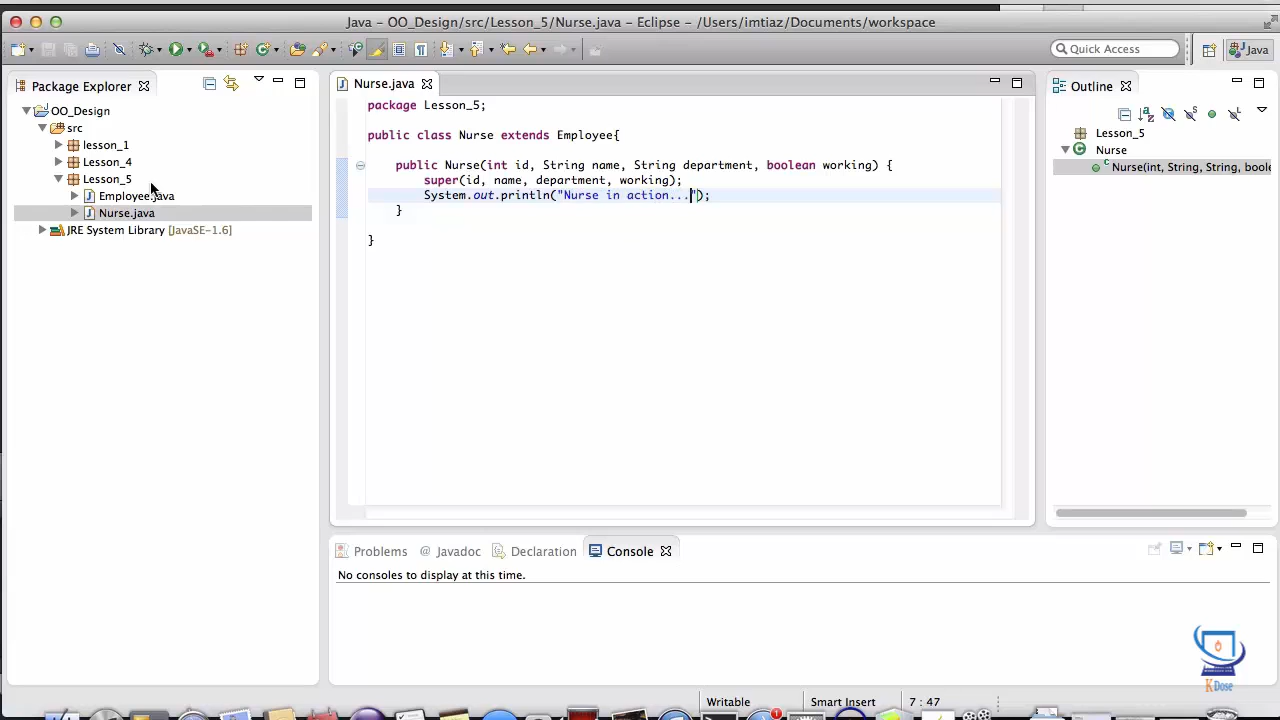 Java - OO_Design/src/Lesson_5/Nurse.java - Eclipse - /Users/imtiaz/Documents/workspace
Quick Access
Java
Package Explorer
OO_Design
src
lesson_1
Lesson_4
Lesson_5
Employee.java
Nurse.java
JRE System Library [JavaSE-1.6]
Nurse.java
package Lesson_5;
public class Nurse extends Employee{
public Nurse(int id, String name, String department, boolean working) {
super(id, name, department, working);
System.out.println("Nurse in action...");
}
}
Outline
Lesson_5
Nurse
Nurse(int, String, String, boole
Problems
@ Javadoc
Declaration
Console
No consoles to display at this time.
KDose
Writable
Smart Insert
7 : 47
1